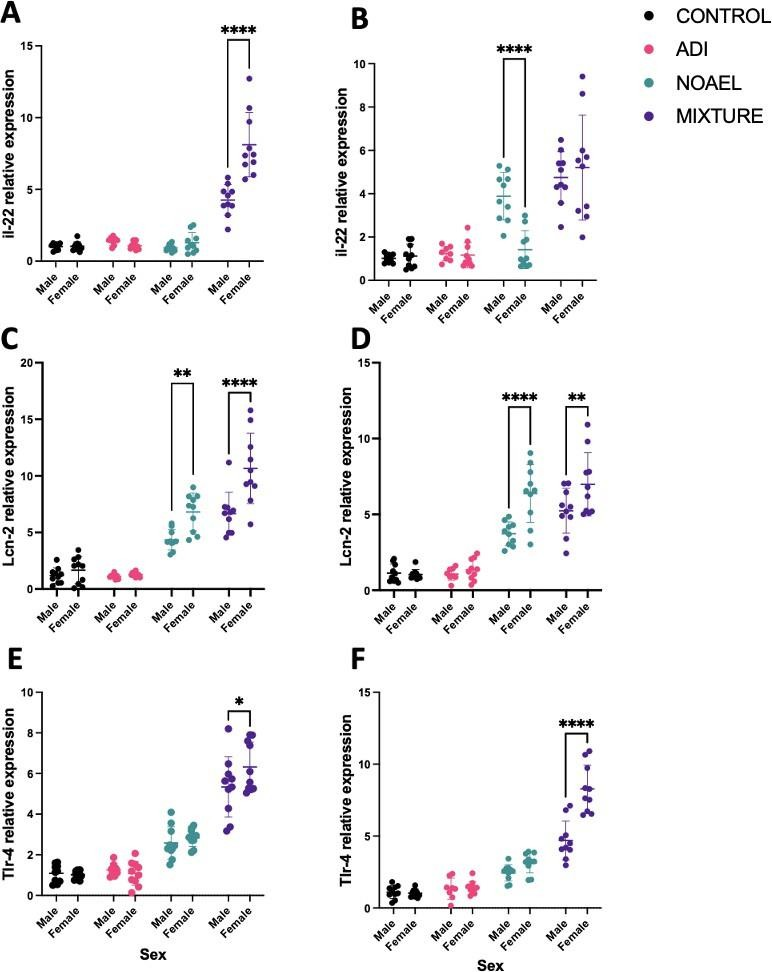 A
B
CONTROL
ADI
NOAEL
MIXTURE
il-22 relative expression
15
10
5
0
****
Male
Female
Male
Female
Male
Female
Male
Female
il-22 relative expression
10
8
6
4
2
0
****
Male
Female
Male
Female
Male
Female
Male
Female
C
Lcn-2 relative expression
20
15
10
5
0
**
****
Male
Female
Male
Female
Male
Female
Male
Female
D
Lcn-2 relative expression
15
10
5
0
****
**
Male
Female
Male
Female
Male
Female
Male
Female
E
Tlr-4 relative expression
10
8
6
4
2
0
*
Male
Female
Male
Female
Male
Female
Male
Female
Sex
F
Tlr-4 relative expression
15
10
5
0
****
Male
Female
Male
Female
Male
Female
Male
Female
Sex